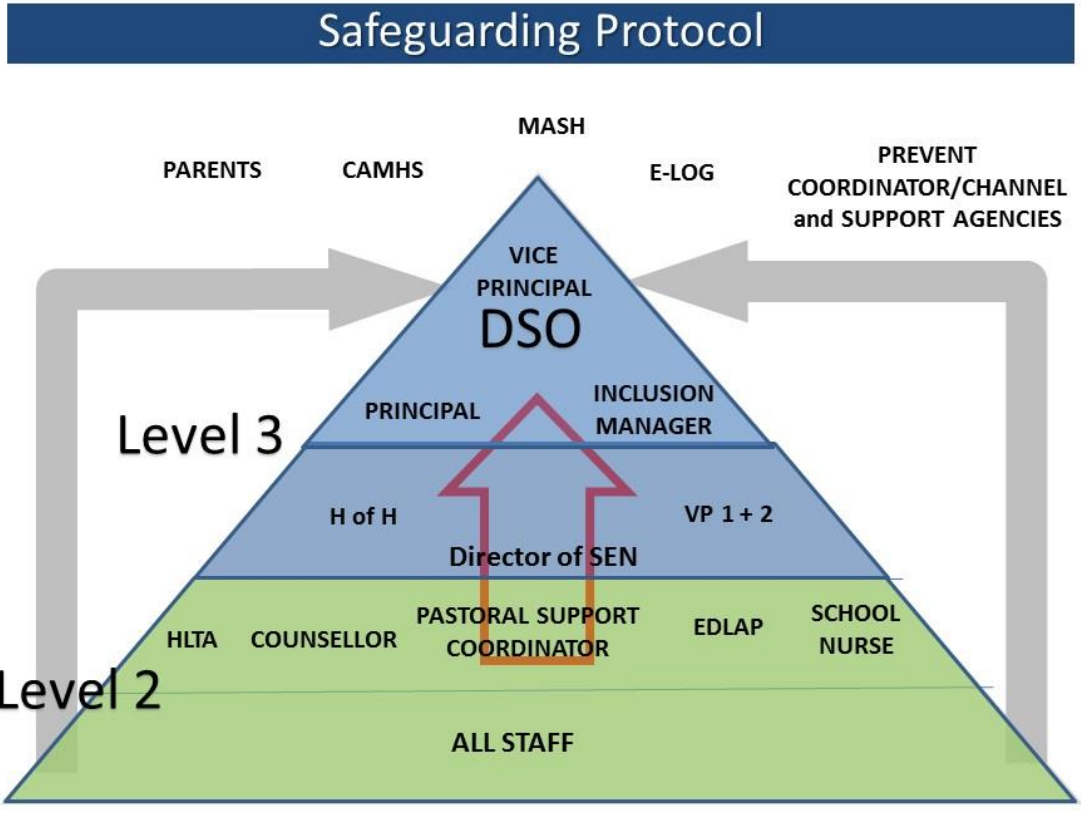 Safeguarding Protocol
MASH
PARENTS
CAMHS
E-LOG
PREVENT
COORDINATOR/CHANNEL
and SUPPORT AGENCIES
VICE
PRINCIPAL
DSO
PRINCIPAL
INCLUSION
MANAGER
Level 3
H of H
VP 1 + 2
Director of SEN
HLTA
COUNSELLOR
PASTORAL SUPPORT
COORDINATOR
EDLAP
SCHOOL
NURSE
Level 2
ALL STAFF